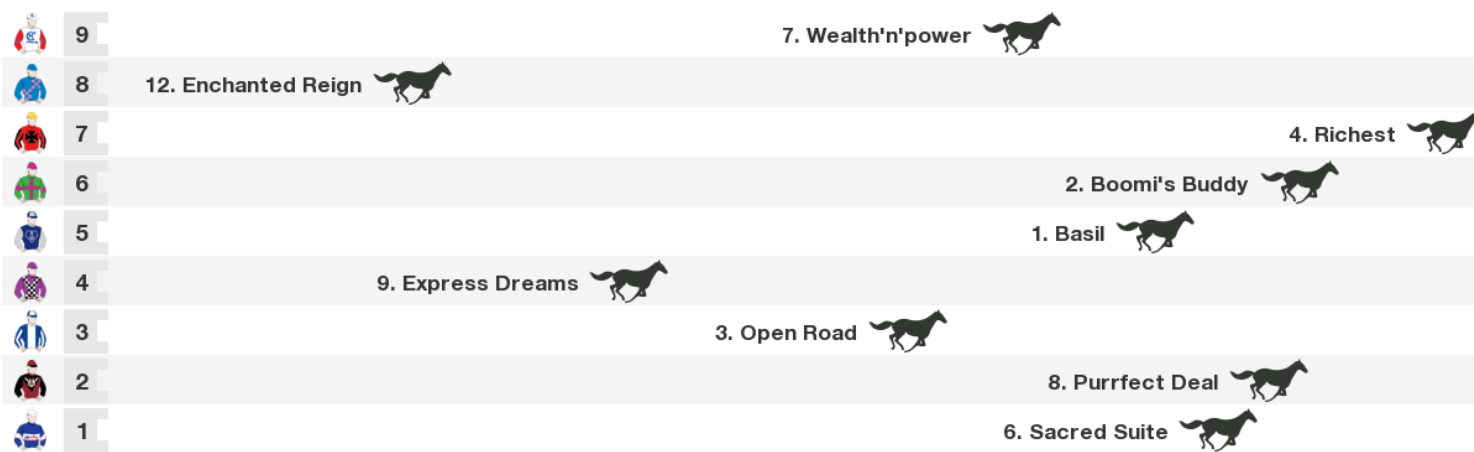 9 7. Wealth'n'power
8 12. Enchanted Reign
7 4. Richest
6 2. Boomi's Buddy
5 1. Basil
4 9. Express Dreams
3 3. Open Road
2 8. Purrfect Deal
1 6. Sacred Suite